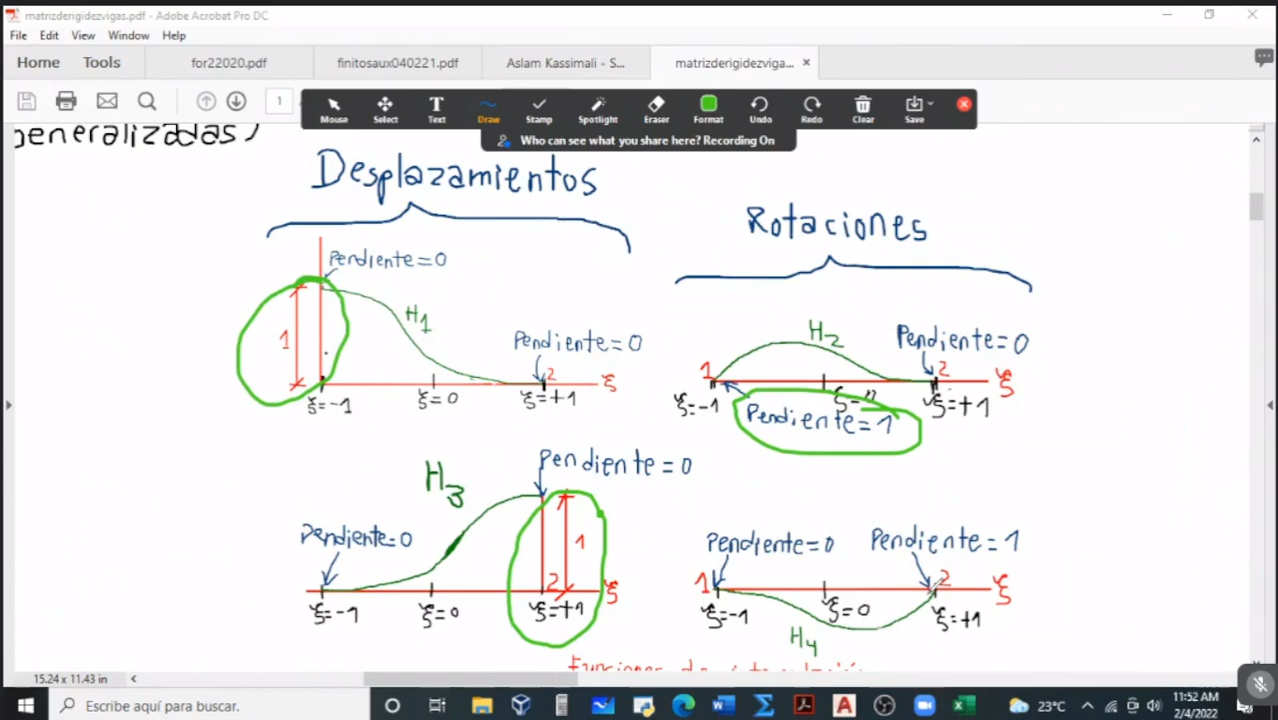 matrizderigidezvigas.pdf - Adobe Acrobat Pro DC
File Edit View Window Help
Home Tools for22020.pdf finitosaux040221.pdf Aslam Kassimali - S... matrizderigidezviga... ×
1
Mouse Select Text Draw Stamp Spotlight Eraser Format Undo Redo Clear Save
Who can see what you share here? Recording On
generalizadas)
Desplazamientos
Rotaciones
Pendiente=0
H1
1
Pendiente=0
2
ξ
ξ=-1 ξ=0 ξ=+1
H2
Pendiente=0
1
2
ξ
ξ=-1 ξ=0 ξ=+1
Pendiente=1
H3
Pendiente=0
Pendiente=0
1
2
ξ
ξ=-1 ξ=0 ξ=+1
Pendiente=0 Pendiente=1
1 2 ξ
ξ=-1 ξ=0 ξ=+1
H4
Funciones de
15.24 x 11.43 in
Escribe aquí para buscar.
23°C
11:52 AM
2/4/2022